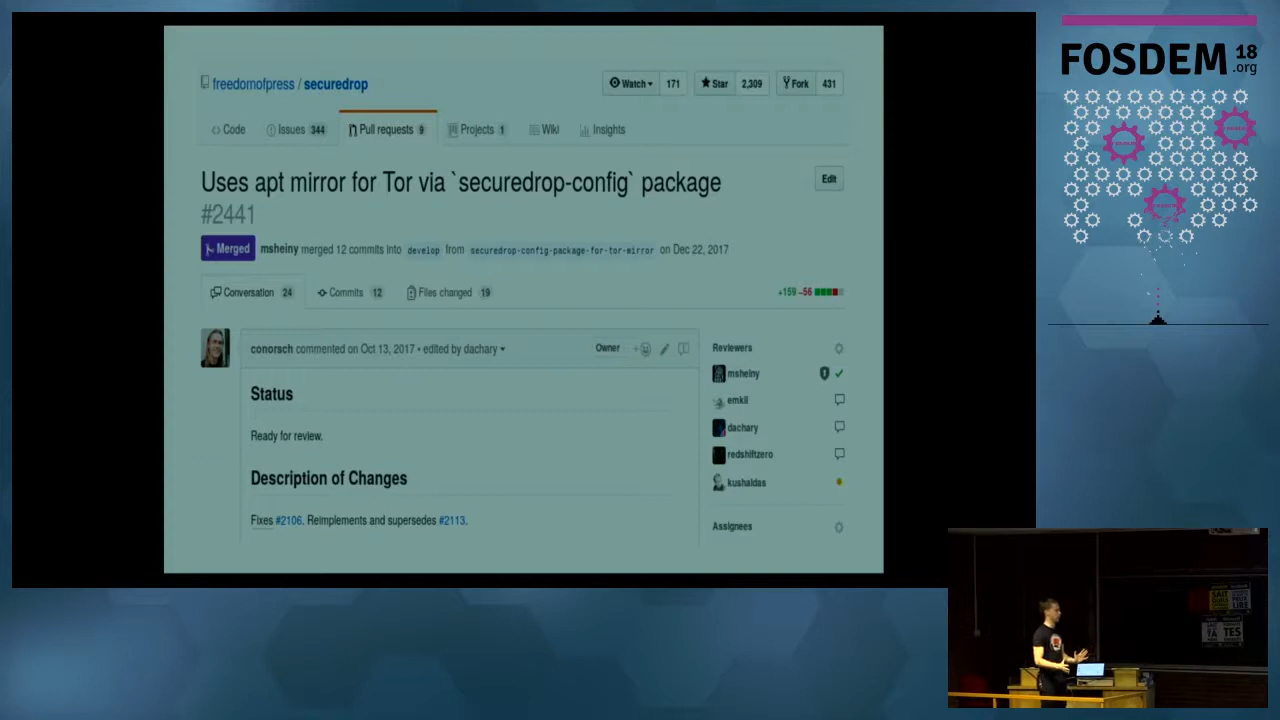 freedomofpress / securedrop
Watch 171 Star 2,309 Fork 431
Code Issues 344 Pull requests 9 Projects 1 Wiki Insights
Uses apt mirror for Tor via `securedrop-config` package
#2441
Edit
Merged msheiny merged 12 commits into develop from securedrop-config-package-for-tor-mirror on Dec 22, 2017
Conversation 24 Commits 12 Files changed 19 +159 −56
conorsch commented on Oct 13, 2017 • edited by dachary Owner
Status
Ready for review.
Description of Changes
Fixes #2106. Reimplements and supersedes #2113.
Reviewers
msheiny
emkll
dachary
redshiftzero
kushaldas
Assignees
FOSDEM 18
.org